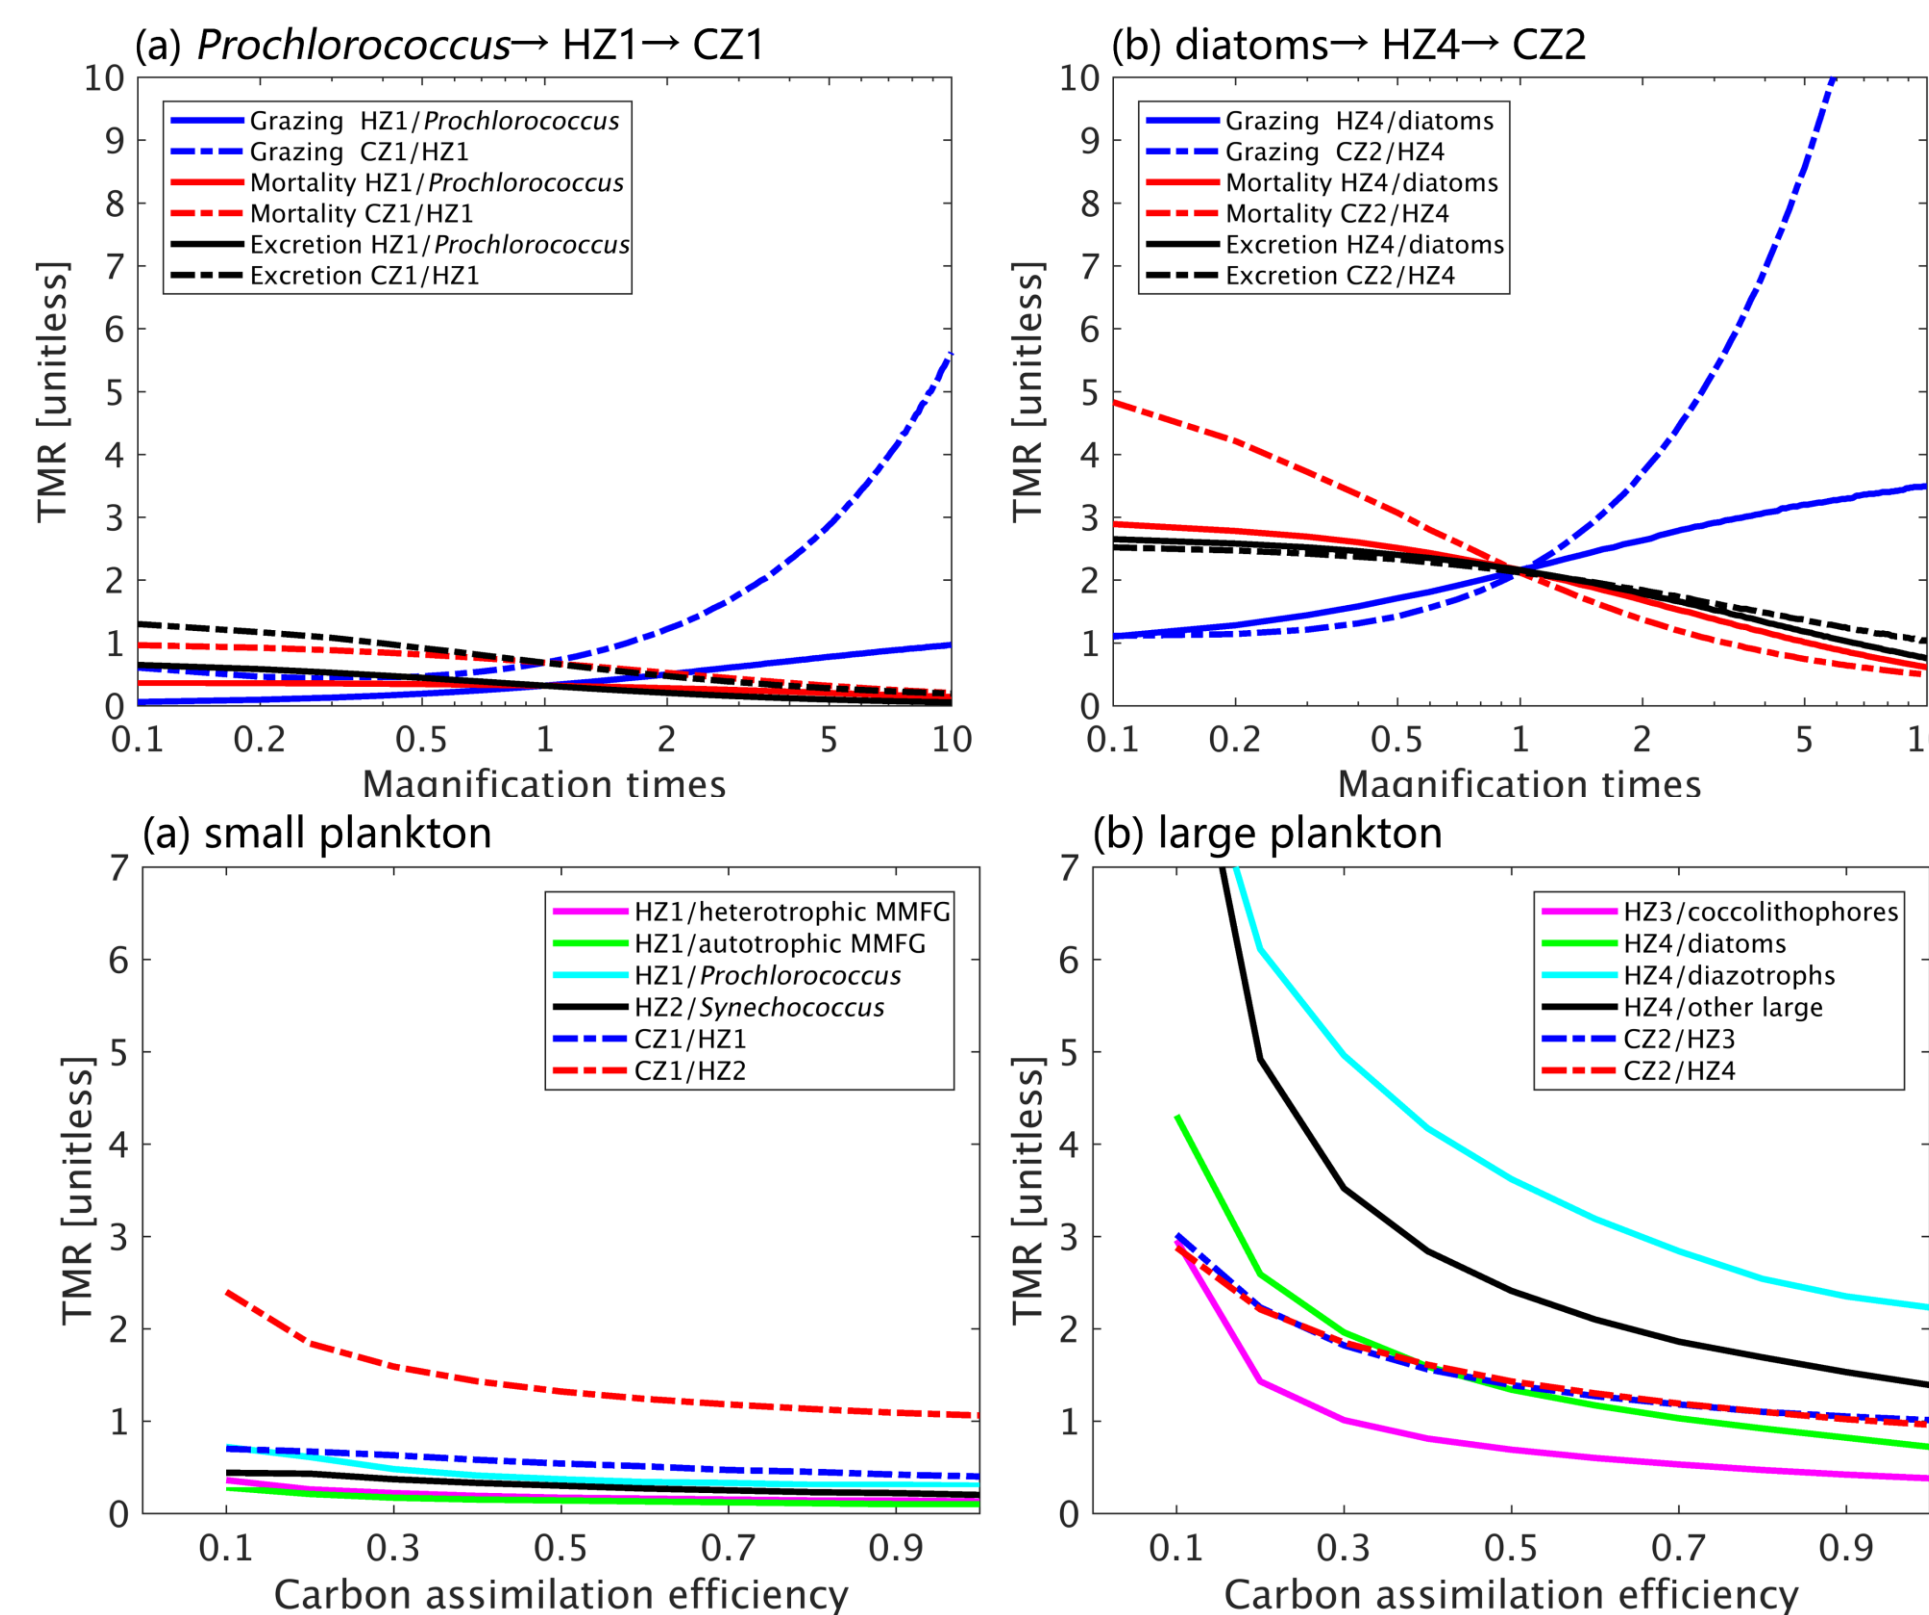 (a) Prochlorococcus→ HZ1→ CZ1
10
9
8
7
6
5
4
3
2
1
0
TMR [unitless]
Grazing HZ1/Prochlorococcus
Grazing CZ1/HZ1
Mortality HZ1/Prochlorococcus
Mortality CZ1/HZ1
Excretion HZ1/Prochlorococcus
Excretion CZ1/HZ1
0.1 0.2 0.5 1 2 5 10
Magnification times
(b) diatoms→ HZ4→ CZ2
10
9
8
7
6
5
4
3
2
1
0
TMR [unitless]
Grazing HZ4/diatoms
Grazing CZ2/HZ4
Mortality HZ4/diatoms
Mortality CZ2/HZ4
Excretion HZ4/diatoms
Excretion CZ2/HZ4
0.1 0.2 0.5 1 2 5
Magnification times
(a) small plankton
7
6
5
4
3
2
1
0
TMR [unitless]
HZ1/heterotrophic MMFG
HZ1/autotrophic MMFG
HZ1/Prochlorococcus
HZ2/Synechococcus
CZ1/HZ1
CZ1/HZ2
0.1 0.3 0.5 0.7 0.9
Carbon assimilation efficiency
(b) large plankton
7
6
5
4
3
2
1
0
TMR [unitless]
HZ3/coccolithophores
HZ4/diatoms
HZ4/diazotrophs
HZ4/other large
CZ2/HZ3
CZ2/HZ4
0.1 0.3 0.5 0.7 0.9
Carbon assimilation efficiency